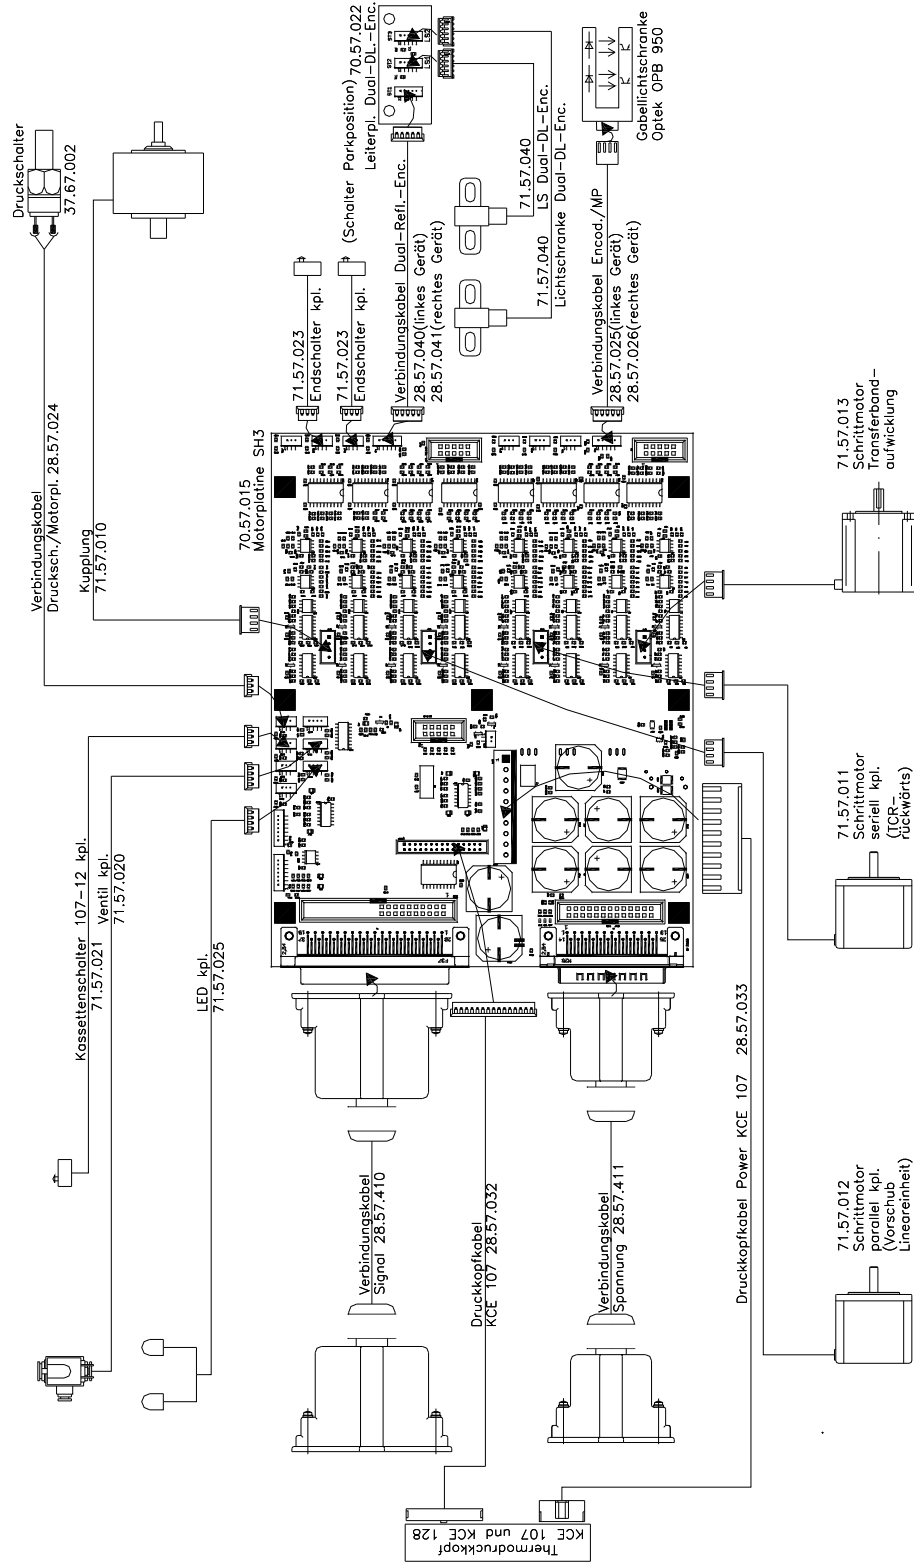 Druckschalter
37.67.002
Verbindungskabel
Drucksch./Motorpl. 28.57.024
Kupplung
71.57.010
Kassettenschalter 107-12 kpl.
71.57.021
Ventil kpl.
71.57.020
LED kpl.
71.57.025
70.57.015
Motorplatine SH3
71.57.023
Endschalter kpl.
71.57.023
Endschalter kpl.
(Schalter Parkposition)
70.57.022
Leiterpl. Dual-DL-Enc.
ST1
ST2
ST3
LS1
LS2
Verbindungskabel Dual-Refl.-Enc.
28.57.040(linkes Gerät)
28.57.041(rechtes Gerät)
71.57.040
LS Dual-DL-Enc.
71.57.040
Lichtschranke Dual-DL-Enc.
Verbindungskabel Encod./MP
28.57.025(linkes Gerät)
28.57.026(rechtes Gerät)
Gabellichtschranke
Optek OPB 950
71.57.013
Schrittmotor
Transferband-
aufwicklung
71.57.011
Schrittmotor
seriell kpl.
(TCR-
rückwärts)
71.57.012
Schrittmotor
parallel kpl.
(Vorschub
Lineareinheit)
Verbindungskabel
Signal 28.57.410
Druckkopfkabel
KCE 107 28.57.032
Verbindungskabel
Spannung 28.57.411
Druckkopfkabel Power KCE 107 28.57.033
Thermodruckkopf
KCE 107 und KCE 128